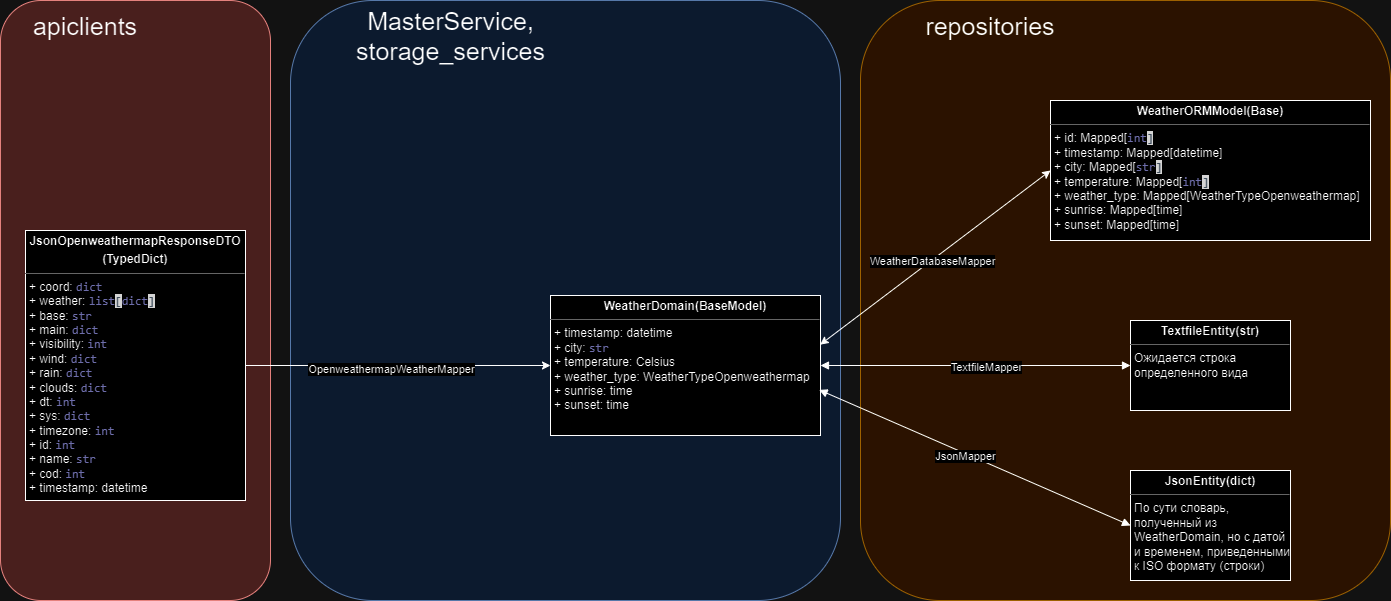 apiclients
MasterService,
storage_services
repositories
JsonOpenweathermapResponseDTO
(TypedDict)
+ coord: dict
+ weather: list[dict]
+ base: str
+ main: dict
+ visibility: int
+ wind: dict
+ rain: dict
+ clouds: dict
+ dt: int
+ sys: dict
+ timezone: int
+ id: int
+ name: str
+ cod: int
+ timestamp: datetime
OpenweathermapWeatherMapper
WeatherDomain(BaseModel)
+ timestamp: datetime
+ city: str
+ temperature: Celsius
+ weather_type: WeatherTypeOpenweathermap
+ sunrise: time
+ sunset: time
WeatherDatabaseMapper
TextfileMapper
JsonMapper
WeatherORMModel(Base)
+ id: Mapped[int]
+ timestamp: Mapped[datetime]
+ city: Mapped[str]
+ temperature: Mapped[int]
+ weather_type: Mapped[WeatherTypeOpenweathermap]
+ sunrise: Mapped[time]
+ sunset: Mapped[time]
TextfileEntity(str)
Ожидается строка
определенного вида
JsonEntity(dict)
По сути словарь,
полученный из
WeatherDomain, но с датой
и временем, приведенными
к ISO формату (строки)